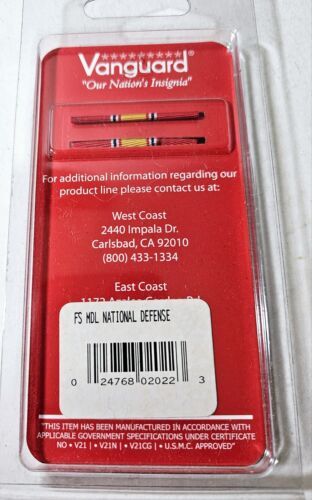 Vanguard®
"Our Nation's Insignia"
For additional information regarding our
product line please contact us at:
West Coast
2440 Impala Dr.
Carlsbad, CA 92010
(800) 433-1334
East Coast
FS MDL NATIONAL DEFENSE
0 24768 02022 3
"THIS ITEM HAS BEEN MANUFACTURED IN ACCORDANCE WITH
APPLICABLE GOVERNMENT SPECIFICATIONS UNDER CERTIFICATE
NO • V21 | • V21N | • V21CG | • U.S.M.C. APPROVED"